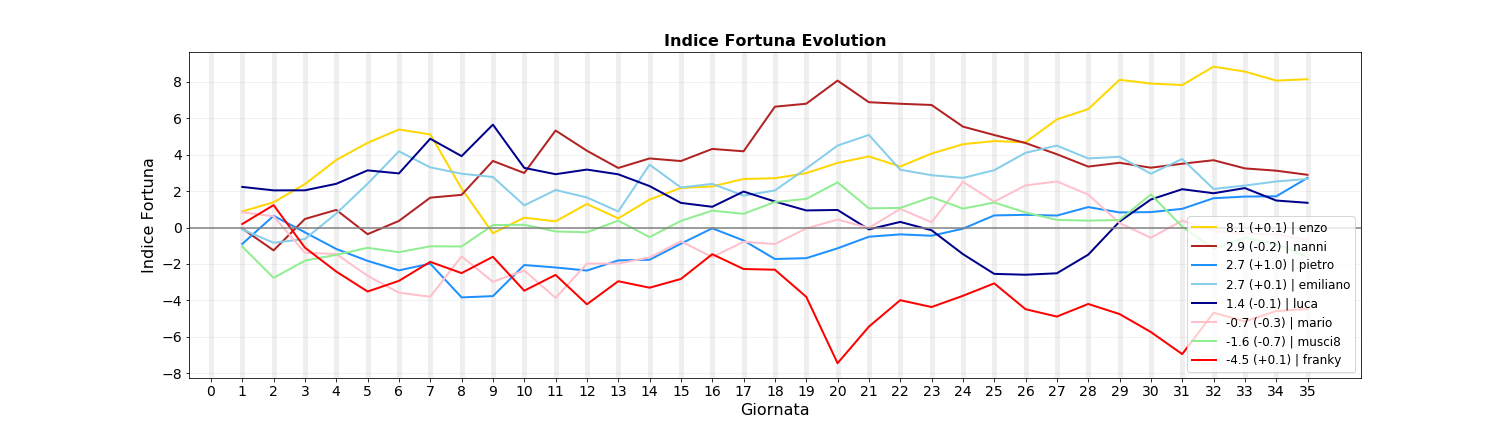 Indice Fortuna Evolution
Indice Fortuna
8
6
4
2
0
−2
−4
−6
−8
8.1 (+0.1) | enzo
2.9 (-0.2) | nanni
2.7 (+1.0) | pietro
2.7 (+0.1) | emiliano
1.4 (-0.1) | luca
-0.7 (-0.3) | mario
-1.6 (-0.7) | musci8
-4.5 (+0.1) | franky
0 1 2 3 4 5 6 7 8 9 10 11 12 13 14 15 16 17 18 19 20 21 22 23 24 25 26 27 28 29 30 31 32 33 34 35
Giornata